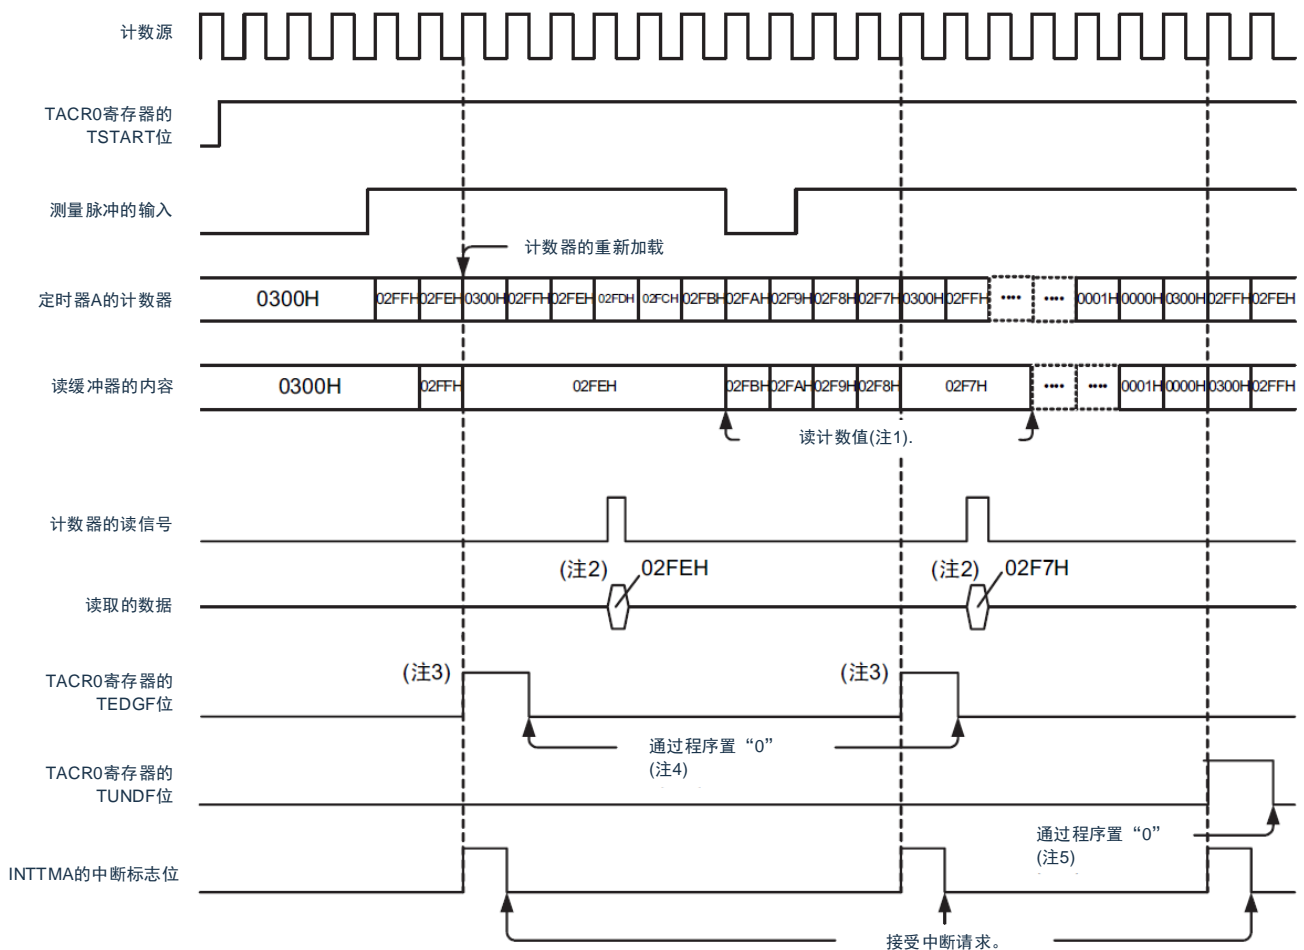 计数源
TACR0寄存器的
TSTART位
测量脉冲的输入
计数器的重新加载
定时器A的计数器
0300H 02FFH 02FEH 0300H 02FFH 02FEH 02FDH 02FCH 02FBH 02FAH 02F9H 02F8H 02F7H 0300H 02FFH •••• •••• 0001H 0000H 0300H 02FFH 02FEH
读缓冲器的内容
0300H 02FFH 02FEH 02FBH 02FAH 02F9H 02F8H 02F7H •••• •••• 0001H 0000H 0300H 02FFH
读计数值(注1).
计数器的读信号
(注2) 02FEH (注2) 02F7H
读取的数据
(注3) (注3)
TACR0寄存器的
TEDGF位
通过程序置“0”
(注4)
TACR0寄存器的
TUNDF位
通过程序置“0”
(注5)
INTTMA的中断标志位
接受中断请求。